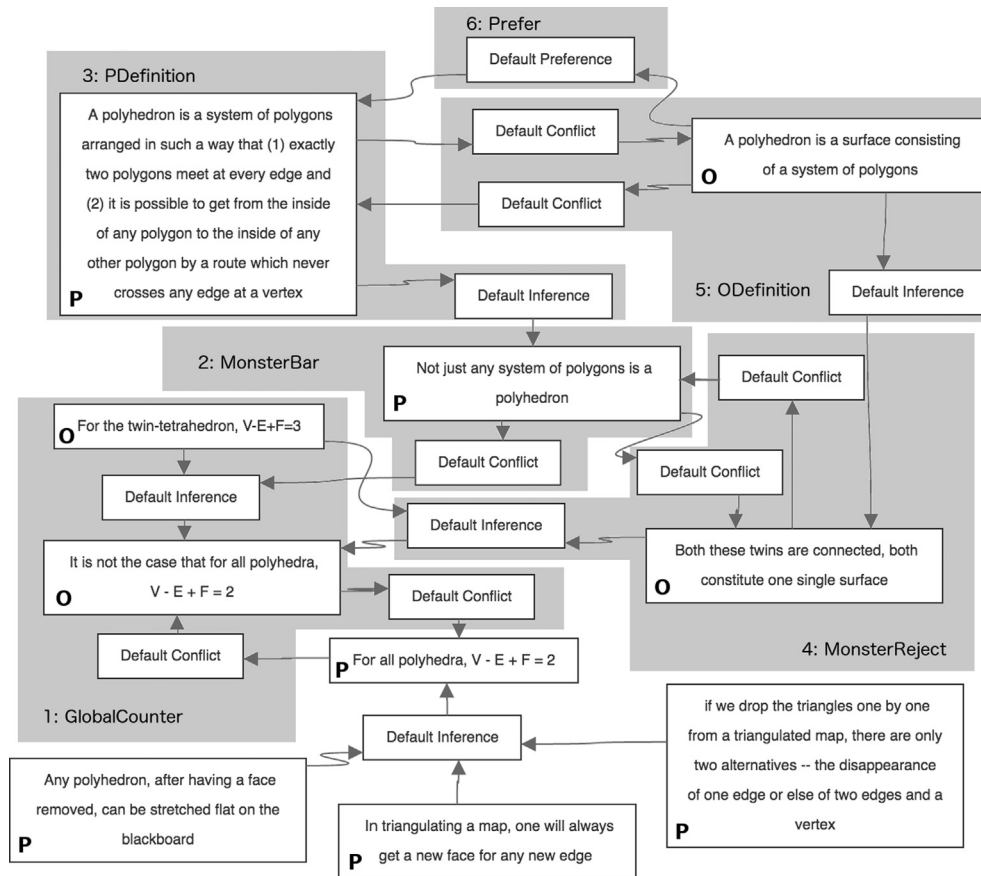 6: Prefer
Default Preference
3: PDefinition
A polyhedron is a system of polygons
arranged in such a way that (1) exactly
two polygons meet at every edge and
(2) it is possible to get from the inside
of any polygon to the inside of any
other polygon by a route which never
crosses any edge at a vertex
P
Default Conflict
Default Conflict
A polyhedron is a surface consisting
of a system of polygons
O
Default Inference
5: ODefinition
Default Inference
2: MonsterBar
Not just any system of polygons is a
polyhedron
P
Default Conflict
Default Conflict
Default Conflict
O
For the twin-tetrahedron, V-E+F=3
Default Inference
Default Inference
It is not the case that for all polyhedra,
V - E + F = 2
O
Both these twins are connected, both
constitute one single surface
O
4: MonsterReject
Default Conflict
Default Conflict
For all polyhedra, V - E + F = 2
P
1: GlobalCounter
Default Inference
Any polyhedron, after having a face
removed, can be stretched flat on the
blackboard
P
In triangulating a map, one will always
get a new face for any new edge
P
if we drop the triangles one by one
from a triangulated map, there are only
two alternatives -- the disappearance
of one edge or else of two edges and a
vertex
P